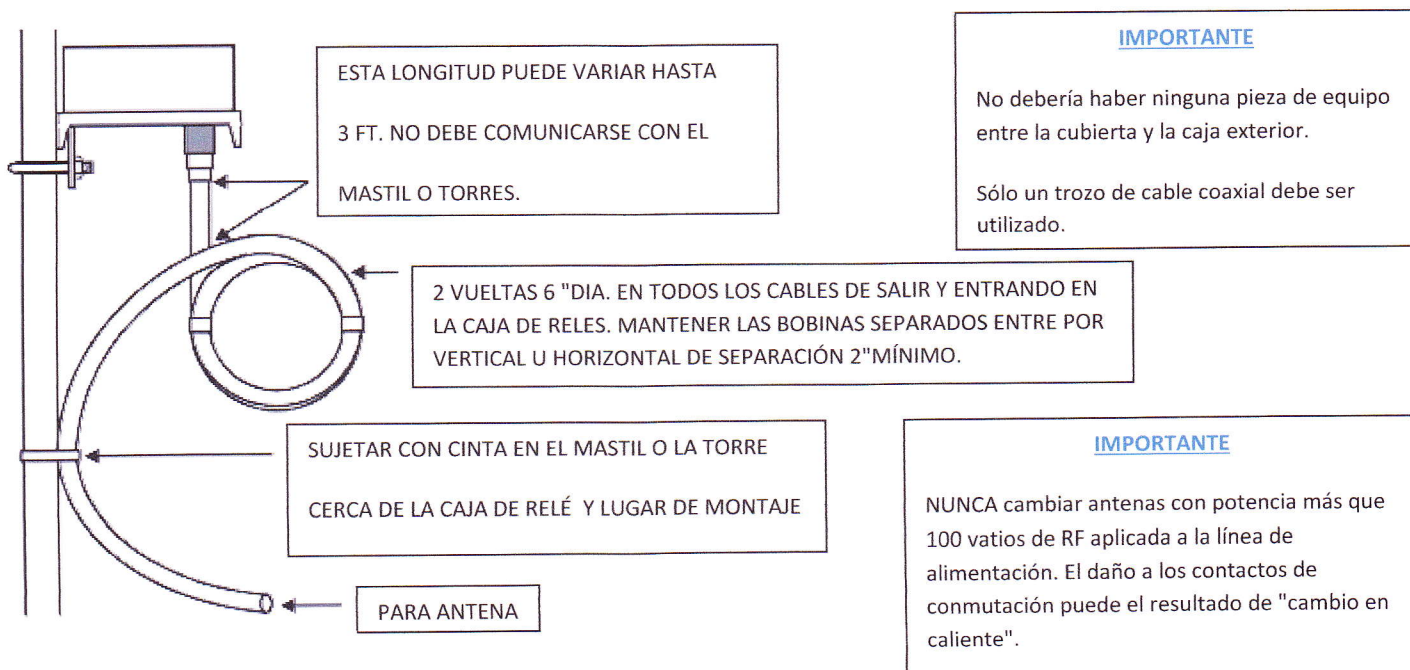 ESTA LONGITUD PUEDE VARIAR HASTA
3 FT. NO DEBE COMUNICARSE CON EL
MASTIL O TORRES.
IMPORTANTE
No debería haber ninguna pieza de equipo
entre la cubierta y la caja exterior.
Sólo un trozo de cable coaxial debe ser
utilizado.
2 VUELTAS 6 "DIA. EN TODOS LOS CABLES DE SALIR Y ENTRANDO EN
LA CAJA DE RELES. MANTENER LAS BOBINAS SEPARADOS ENTRE POR
VERTICAL U HORIZONTAL DE SEPARACIÓN 2"MÍNIMO.
SUJETAR CON CINTA EN EL MASTIL O LA TORRE
CERCA DE LA CAJA DE RELÉ Y LUGAR DE MONTAJE
PARA ANTENA
IMPORTANTE
NUNCA cambiar antenas con potencia más que
100 vatios de RF aplicada a la línea de
alimentación. El daño a los contactos de
conmutación puede el resultado de "cambio en
caliente".